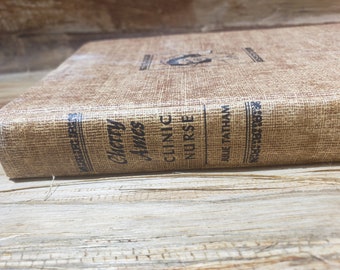 Cherry
Ames
CLINIC
NURSE
JULIE TATHAM